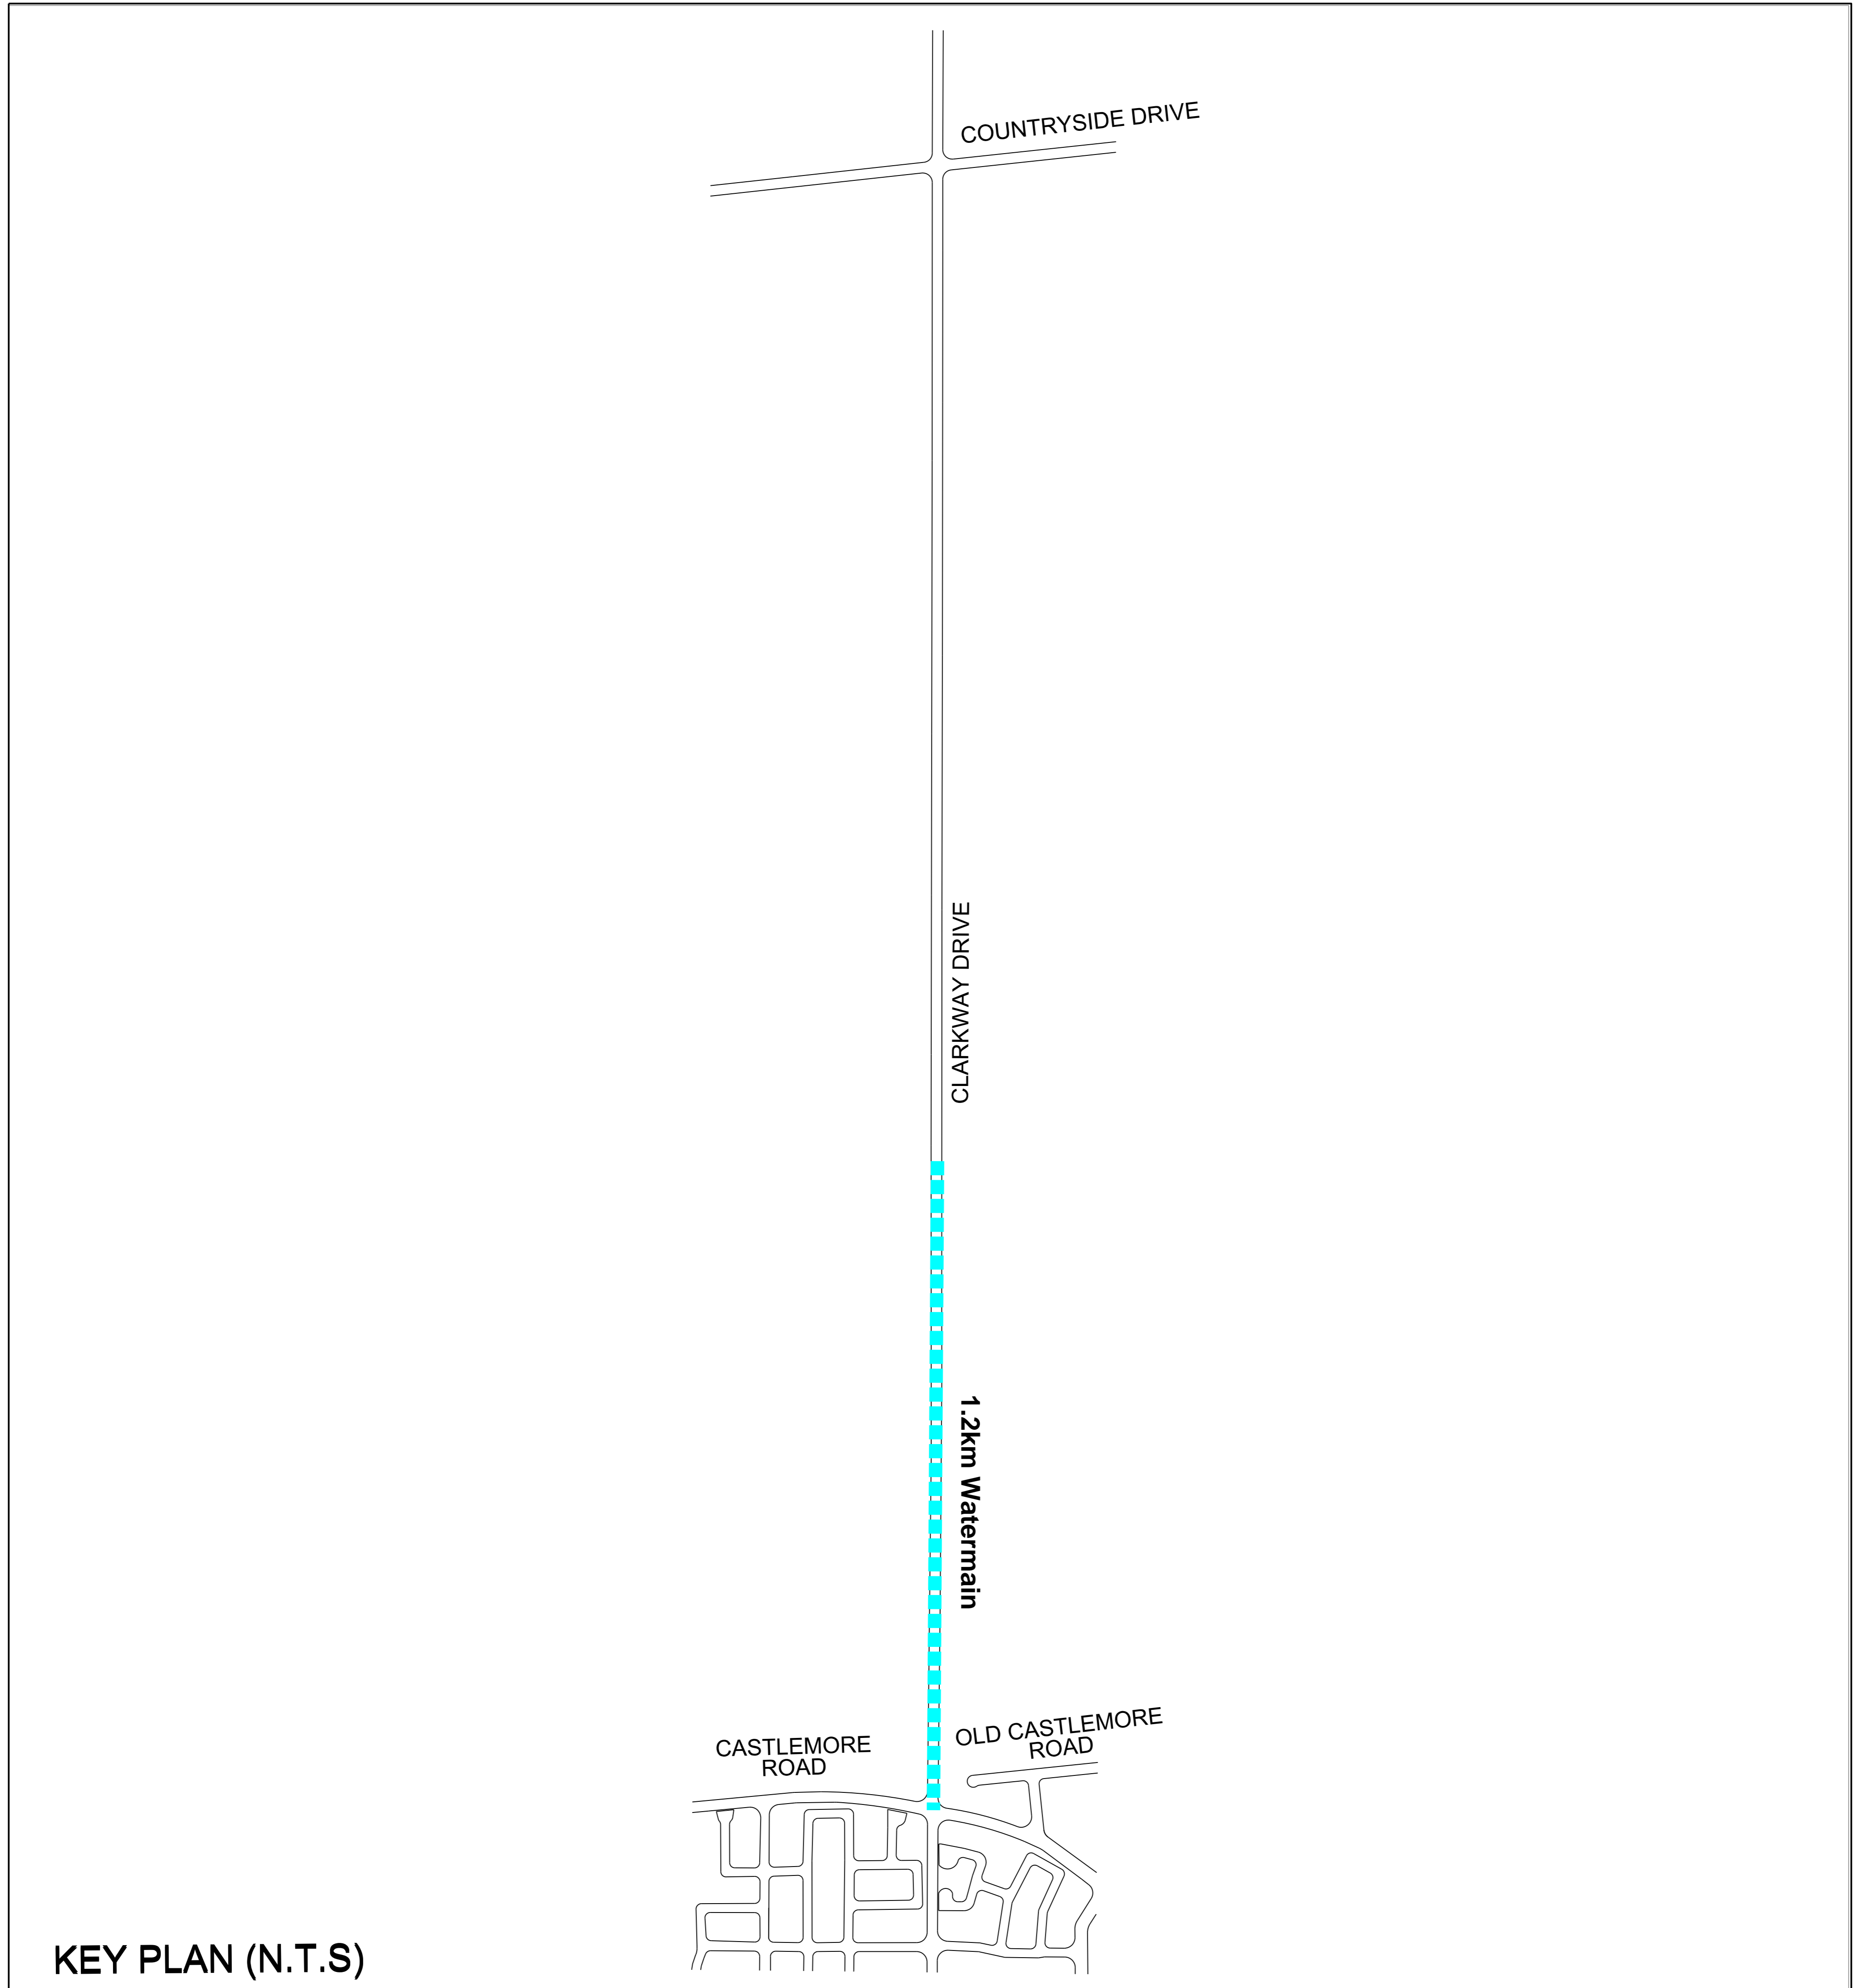 COUNTRYSIDE DRIVE
CLARKWAY DRIVE
1.2km Watermain
CASTLEMORE
ROAD
OLD CASTLEMORE
ROAD
KEY PLAN (N.T.S)